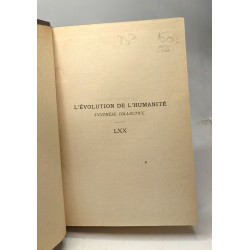 L'ÉVOLUTION DE L'HUMANITÉ
SYNTHÈSE COLLECTIVE
LXX